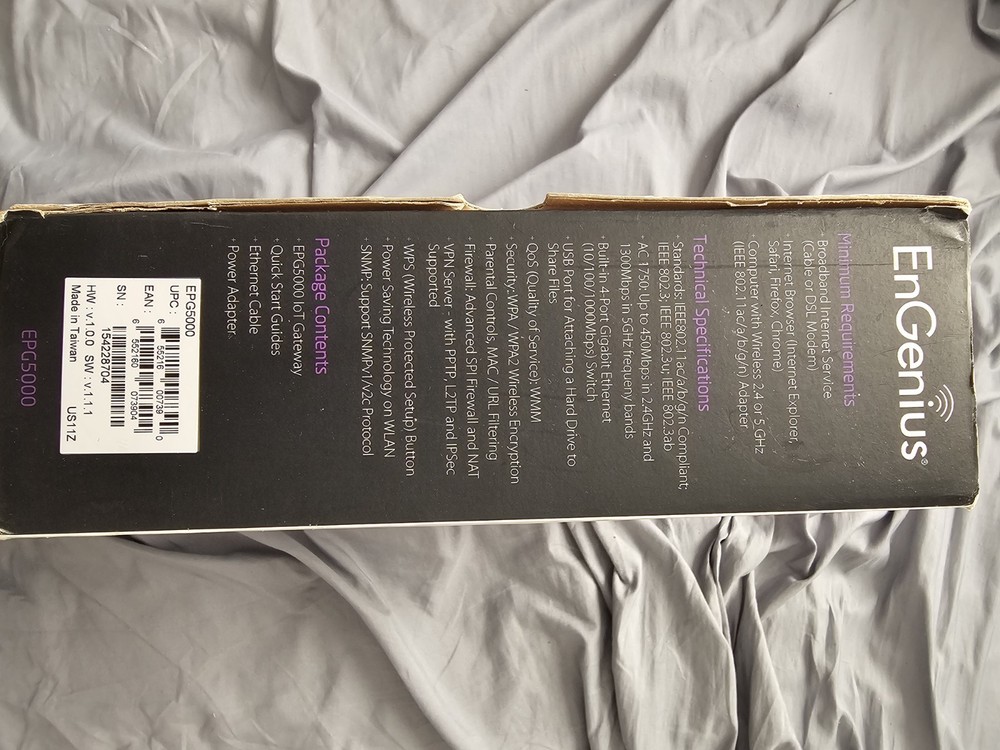 EnGenius®
Minimum Requirements
· Broadband Internet Service
(Cable or DSL Modem)
· Internet Browser (Internet Explorer,
Safari, Firefox, Chrome)
· Computer with Wireless: 2.4 or 5 GHz
(IEEE 802.11ac/a/b/g/n) Adapter
Technical Specifications
· Standards: IEEE802.11ac/a/b/g/n Compliant;
IEEE 802.3; IEEE 802.3u; IEEE 802.3ab
· AC1750: Up to 450Mbps in 2.4GHz and
1300Mbps in 5GHz frequency bands
· Built-in 4-Port Gigabit Ethernet
(10/100/1000Mbps) Switch
· USB Port for Attaching a Hard Drive to
Share Files
· QoS (Quality of Service): WMM
· Security: WPA / WPA2 Wireless Encryption
· Parental Controls, MAC / URL Filtering
· Firewall: Advanced SPI Firewall and NAT
· VPN Server - with PPTP, L2TP and IPSec
Supported
· WPS (Wireless Protected Setup) Button
· Power Saving Technology on WLAN
· SNMP: Support SNMPv1/v2c Protocol
Package Contents
· EPG5000 IoT Gateway
· Quick Start Guides
· Ethernet Cable
· Power Adapter
EPG5000
UPC :
6 55216 00739 0
EAN :
6 552160 073904
SN :
154228704
HW : v.1.0.0 SW : v.1.1.1
Made in Taiwan US11Z
EPG5000